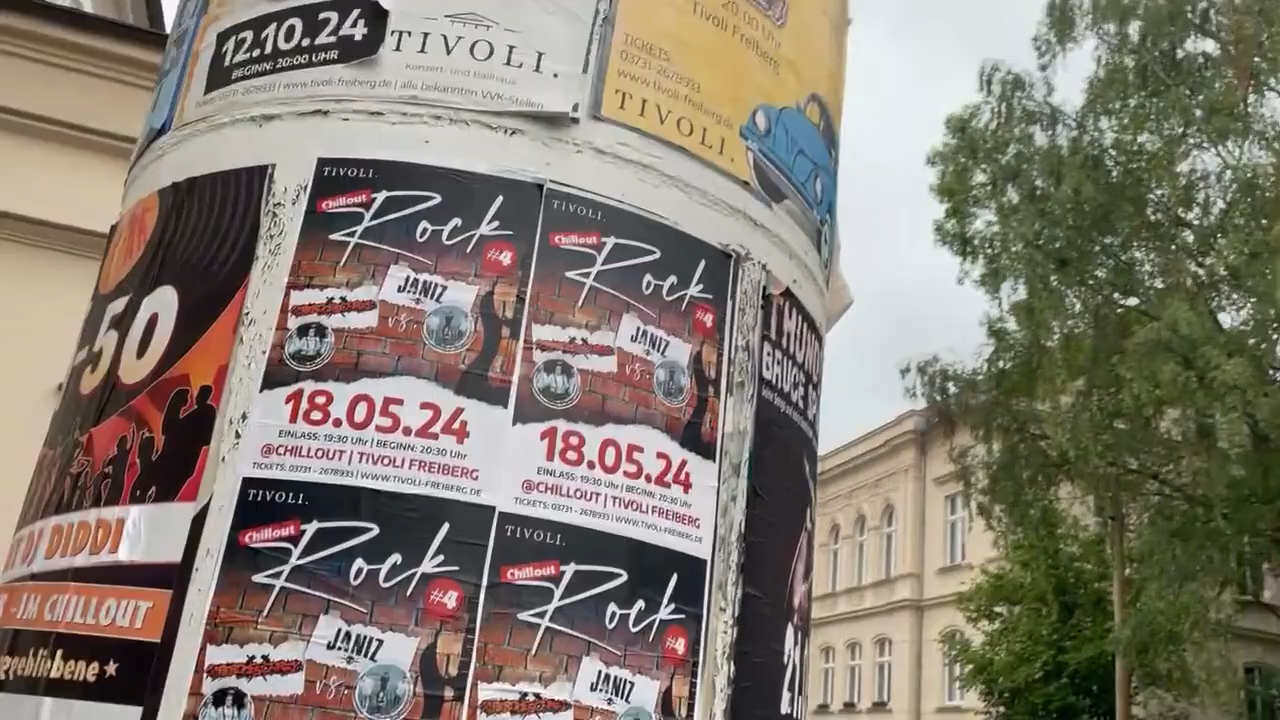 12.10.24
BEGINN: 20:00 UHR
TIVOLI.
Konzert- und Ballhaus
Tickets: 03731-2678933 | www.tivoli-freiberg.de | alle bekannten VVK-Stellen
20.00 Uhr
Tivoli Freiberg
TICKETS:
03731-2678933
www.tivoli-freiberg.de
TIVOLI.
-50
DIDDI
-IM CHILLOUT
TIVOLI.
Chillout
Rock
#4
JANIZ
vs.
18.05.24
EINLASS: 19:30 Uhr | BEGINN: 20:30 Uhr
@CHILLOUT | TIVOLI FREIBERG
TICKETS: 03731 - 2678933 | WWW.TIVOLI-FREIBERG.DE
TIVOLI.
Chillout
Rock
#4
JANIZ
vs.
18.05.24
EINLASS: 19:30 Uhr | BEGINN: 20:30 Uhr
@CHILLOUT | TIVOLI FREIBERG
TICKETS: 03731 - 2678933 | WWW.TIVOLI-FREIBERG.DE
TIVOLI.
Chillout
Rock
#4
JANIZ
vs.
TIVOLI.
Chillout
Rock
#4
JANIZ
BRUCE